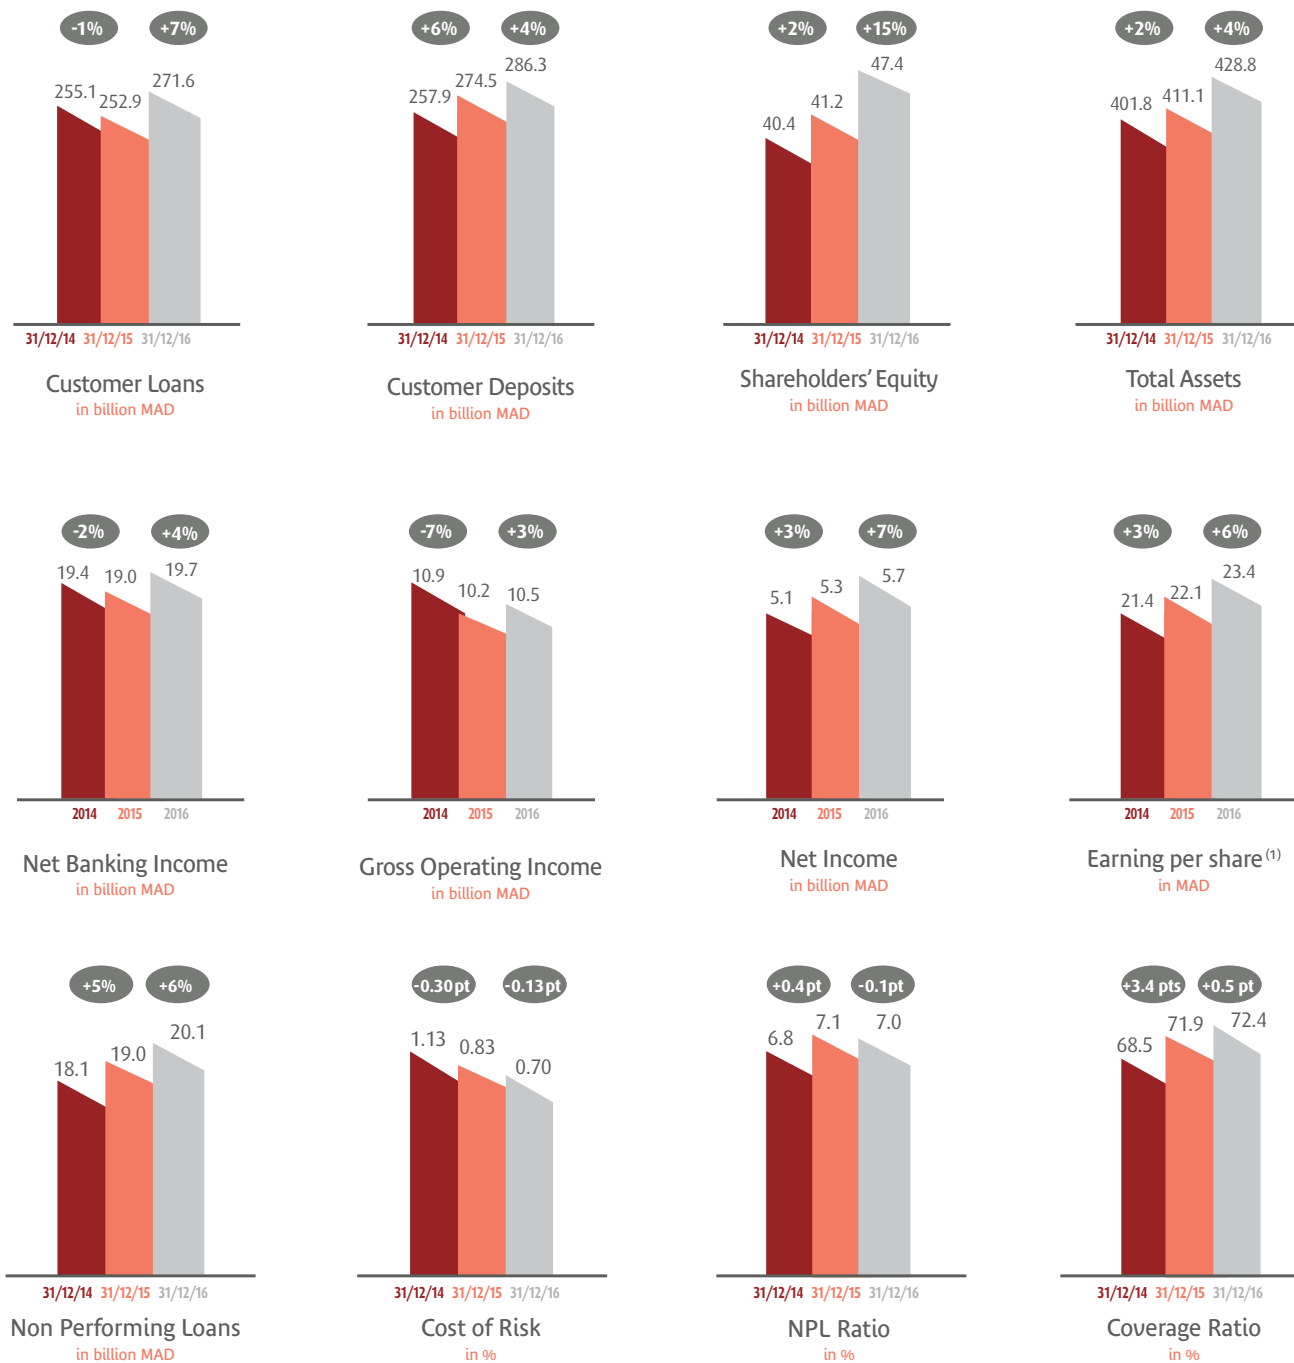 -1% +7%
255.1 252.9 271.6
31/12/14 31/12/15 31/12/16
Customer Loans
in billion MAD
+6% +4%
257.9 274.5 286.3
31/12/14 31/12/15 31/12/16
Customer Deposits
in billion MAD
+2% +15%
40.4 41.2 47.4
31/12/14 31/12/15 31/12/16
Shareholders' Equity
in billion MAD
+2% +4%
401.8 411.1 428.8
31/12/14 31/12/15 31/12/16
Total Assets
in billion MAD
-2% +4%
19.4 19.0 19.7
2014 2015 2016
Net Banking Income
in billion MAD
-7% +3%
10.9 10.2 10.5
2014 2015 2016
Gross Operating Income
in billion MAD
+3% +7%
5.1 5.3 5.7
2014 2015 2016
Net Income
in billion MAD
+3% +6%
21.4 22.1 23.4
2014 2015 2016
Earning per share (1)
in MAD
+5% +6%
18.1 19.0 20.1
31/12/14 31/12/15 31/12/16
Non Performing Loans
in billion MAD
-0.30pt -0.13pt
1.13 0.83 0.70
31/12/14 31/12/15 31/12/16
Cost of Risk
in %
+0.4pt -0.1pt
6.8 7.1 7.0
31/12/14 31/12/15 31/12/16
NPL Ratio
in %
+3.4 pts +0.5 pt
68.5 71.9 72.4
31/12/14 31/12/15 31/12/16
Coverage Ratio
in %